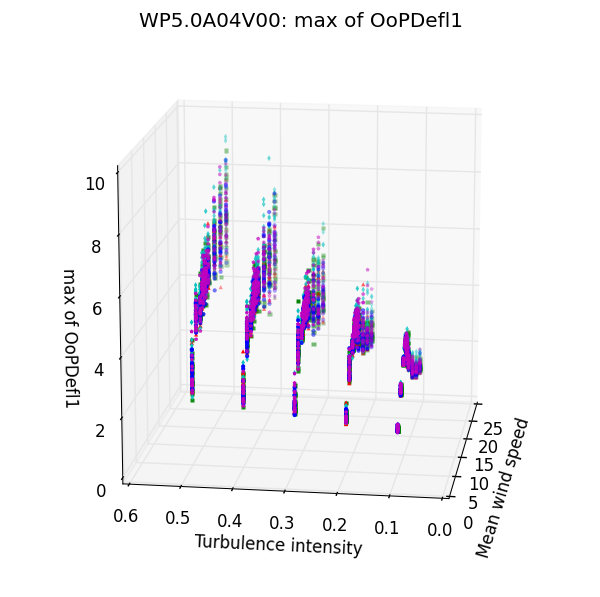 WP5.0A04V00: max of OoPDefl1
10
8
6
4
2
0
max of OoPDefl1
0.6 0.5 0.4 0.3 0.2 0.1 0.0
Turbulence intensity
0 5 10 15 20 25
Mean wind speed